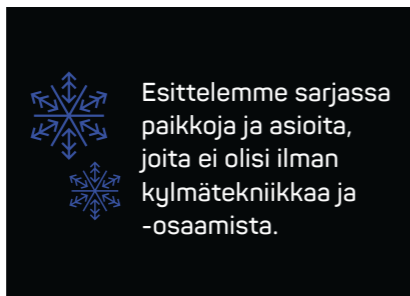 Esittelemme sarjassa
paikkoja ja asioita,
joita ei olisi ilman
kylmätekniikkaa ja
-osaamista.